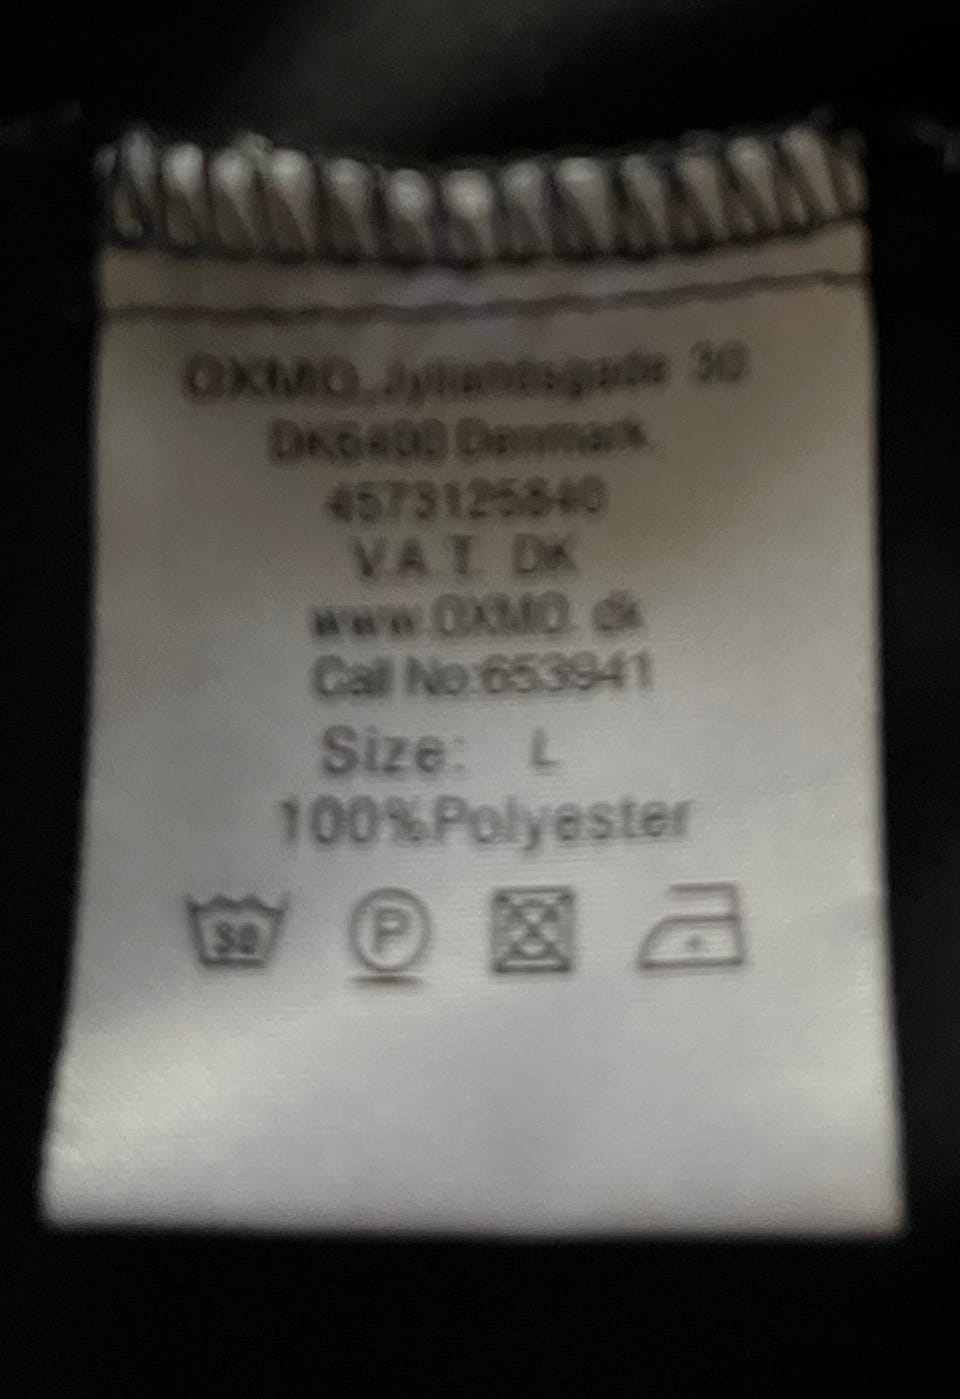 OXMO, Jyllandsgade 30
DK6400 Denmark.
4573125840
V.A.T. DK
www.OXMO.dk
Call No:653941
Size: L
100%Polyester
30 P